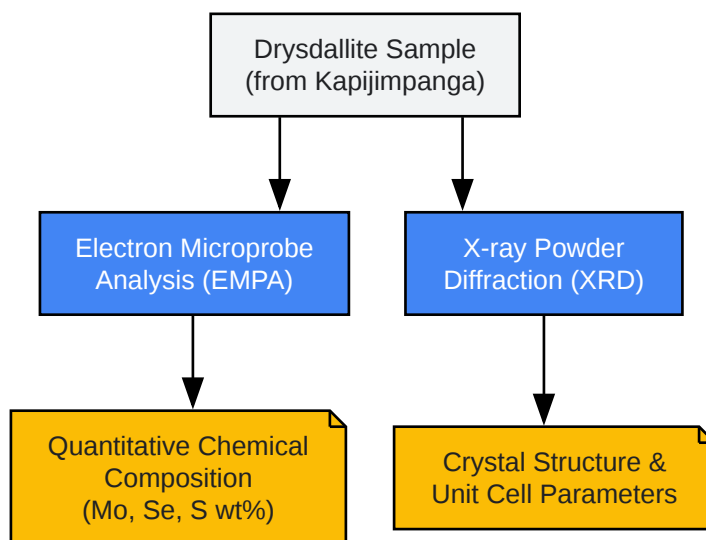 Drysdallite Sample
(from Kapijimpanga)
Electron Microprobe
Analysis (EMPA)
X-ray Powder
Diffraction (XRD)
Quantitative Chemical
Composition
(Mo, Se, S wt%)
Crystal Structure &
Unit Cell Parameters